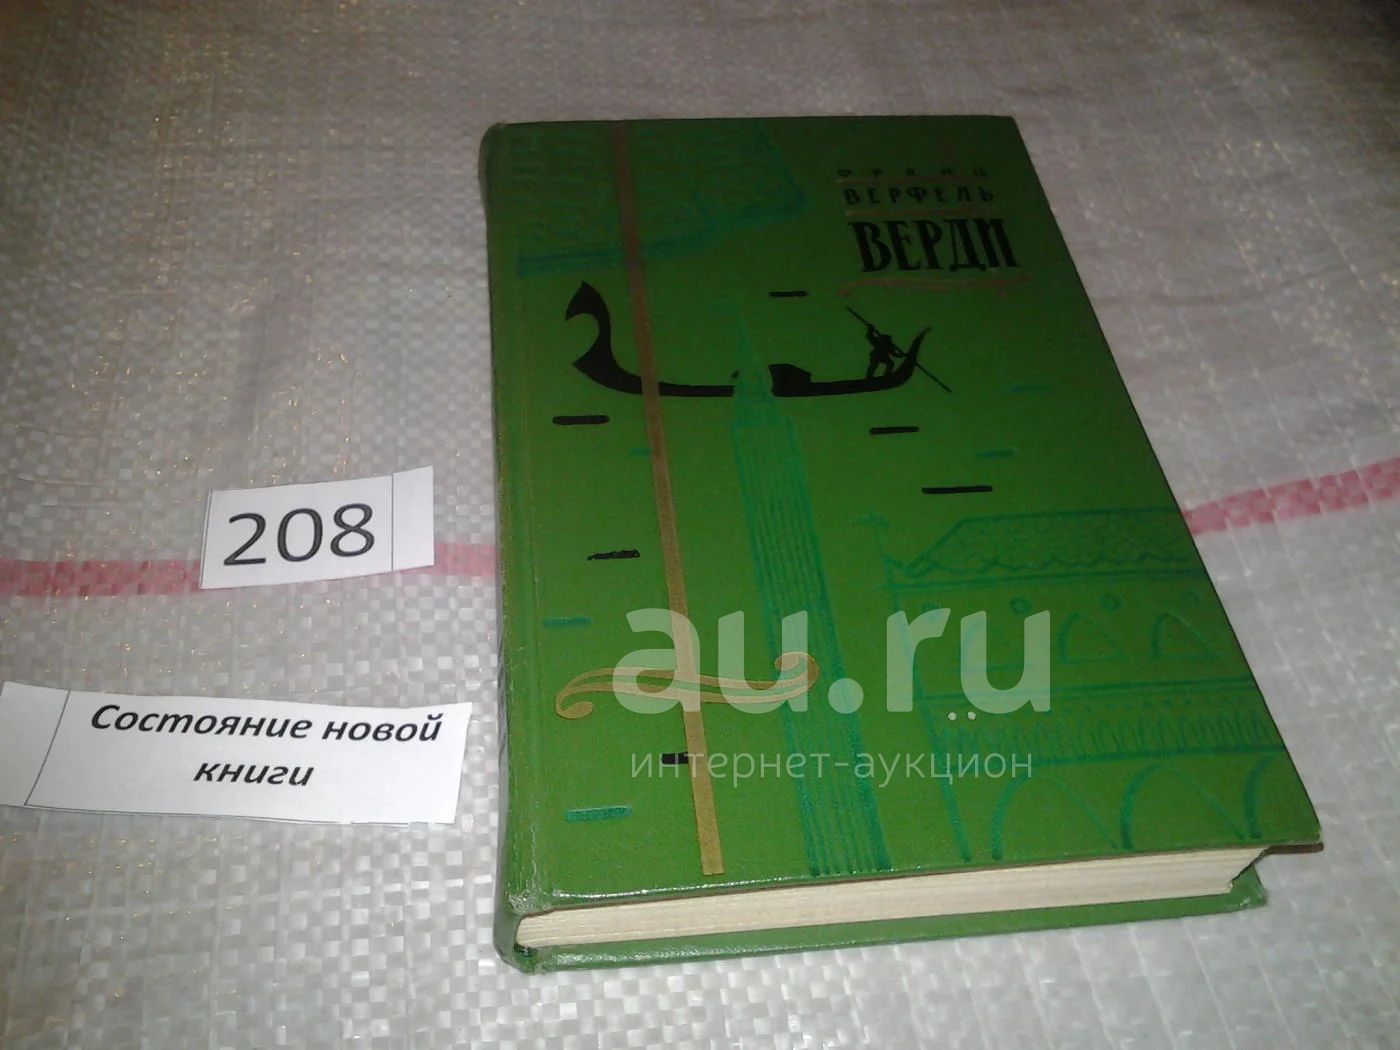 ФРАНЦ
ВЕРФЕЛЬ
ВЕРДИ
208
Состояние новой
книги
au.ru
интернет-аукцион